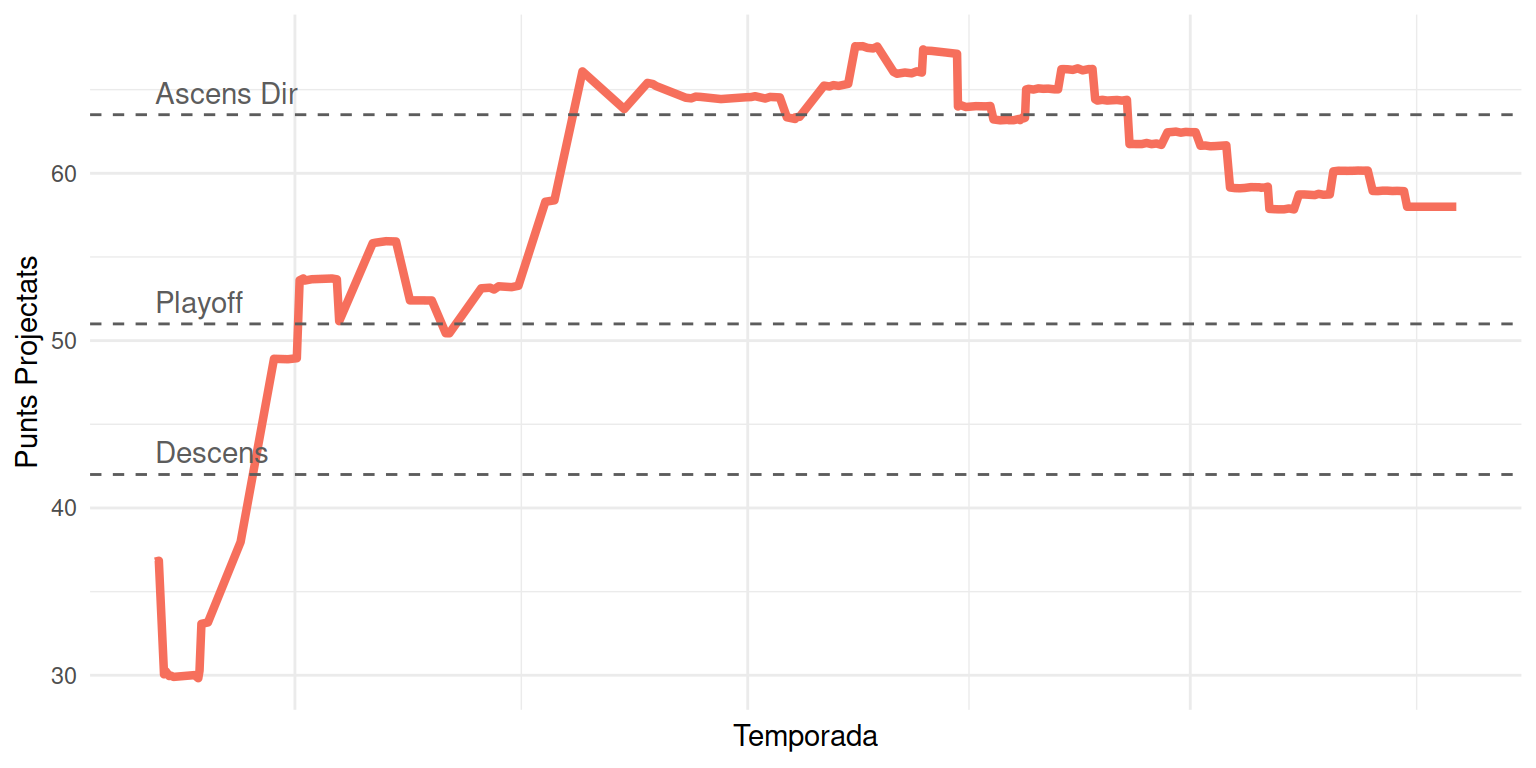 Ascens Dir
60
Playoff
50
Descens
40
30
Punts Projectats
Temporada